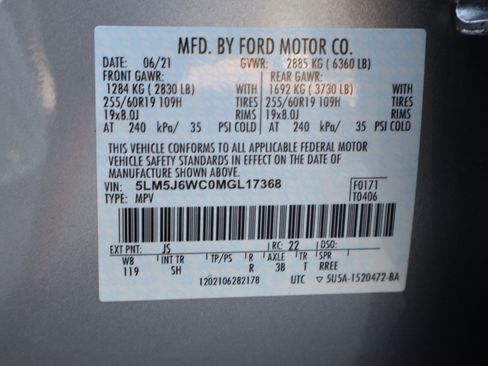 MFD. BY FORD MOTOR CO.
DATE: 06/21 GVWR: 2885 KG ( 6360 LB)
FRONT GAWR: REAR GAWR:
1284 KG ( 2830 LB) WITH 1692 KG ( 3730 LB) WITH
255/60R19 109H TIRES 255/60R19 109H TIRES
19x8.0J RIMS 19x8.0J RIMS
AT 240 kPa/ 35 PSI COLD AT 240 kPa/ 35 PSI COLD
THIS VEHICLE CONFORMS TO ALL APPLICABLE FEDERAL MOTOR
VEHICLE SAFETY STANDARDS IN EFFECT ON THE DATE OF
MANUFACTURE SHOWN ABOVE.
VIN: 5LM5J6WC0MGL17368 F0171
TYPE: MPV T0406
EXT PNT: JS RC: 22 DSO:
WB INT TR TP/PS R AXLE TR SPR
119 SH R 3B T RREE
1202106282178 UTC ▽ 5U5A-1520472-BA